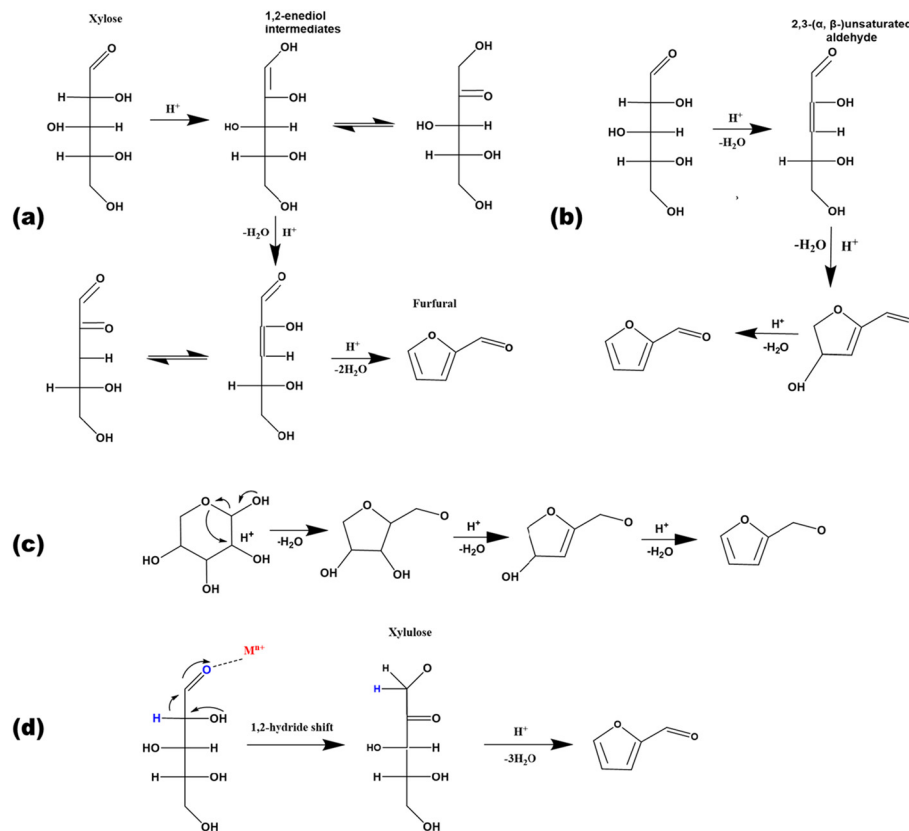 Xylose
1,2-enediol
intermediates
2,3-(α, β-)unsaturated
aldehyde
O
H
OH
OH
H
H
OH
OH
H⁺
OH
OH
HO
H
H
OH
OH
OH
O
HO
H
H
OH
OH
(a)
O
H
OH
HO
H
H
OH
OH
H⁺
-H₂O
O
OH
H
H
OH
OH
(b)
,
-H₂O
H⁺
-H₂O
H⁺
O
O
H
H
H
OH
OH
O
OH
H
H
OH
OH
H⁺
-2H₂O
Furfural
O
O
O
O
H⁺
-H₂O
O
OH
(c)
O
OH
H⁺
OH
HO
OH
-H₂O
O
O
OH
OH
H⁺
-H₂O
O
O
OH
H⁺
-H₂O
O
O
(d)
Mⁿ⁺
O
H
OH
HO
H
H
OH
OH
1,2-hydride shift
Xylulose
H
O
H
O
HO
H
H
OH
OH
H⁺
-3H₂O
O
O